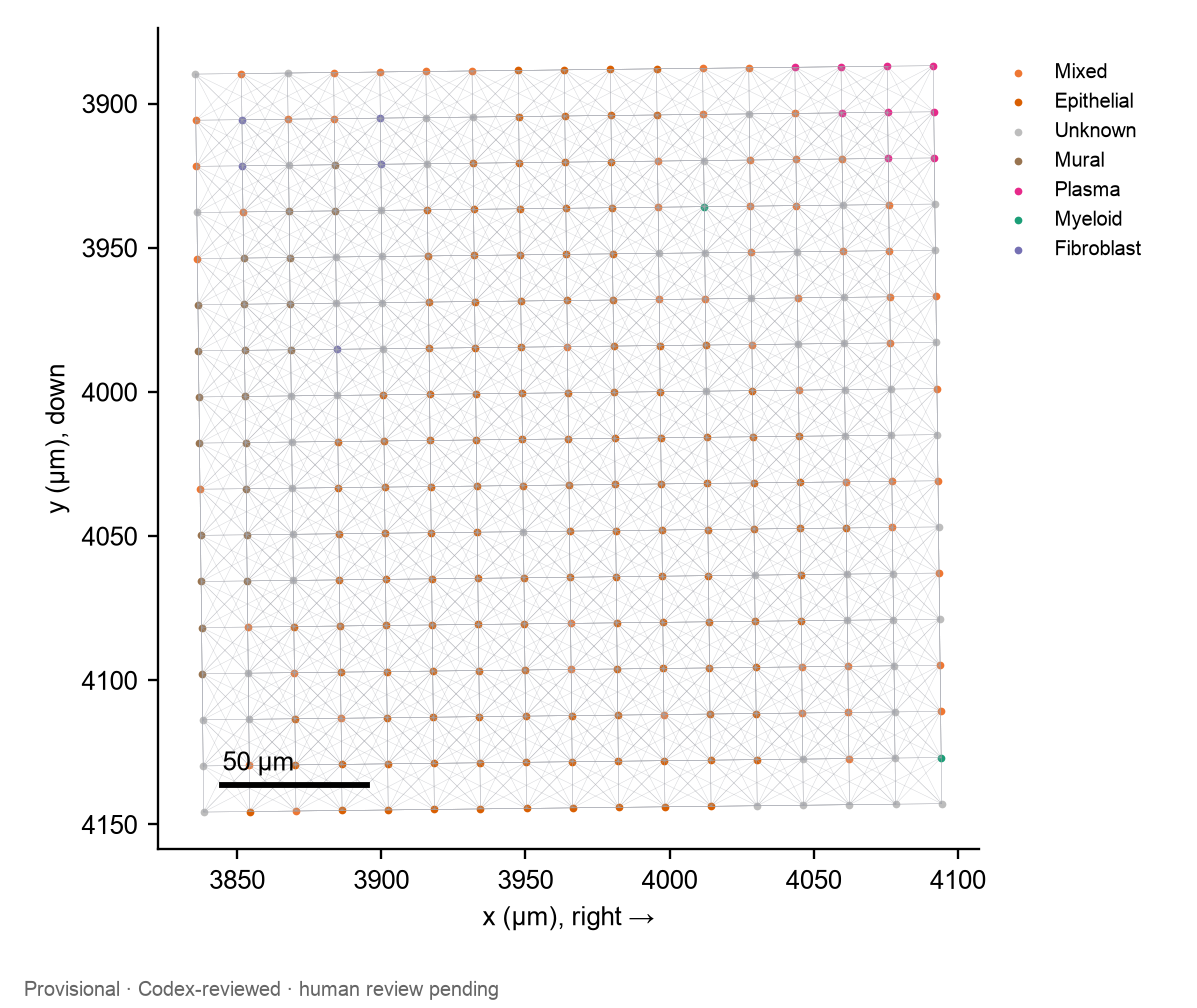 Mixed
Epithelial
Unknown
Mural
Plasma
Myeloid
Fibroblast
3900
3950
4000
4050
4100
4150
y (µm), down
50 µm
3850
3900
3950
4000
4050
4100
x (µm), right →
Provisional · Codex-reviewed · human review pending